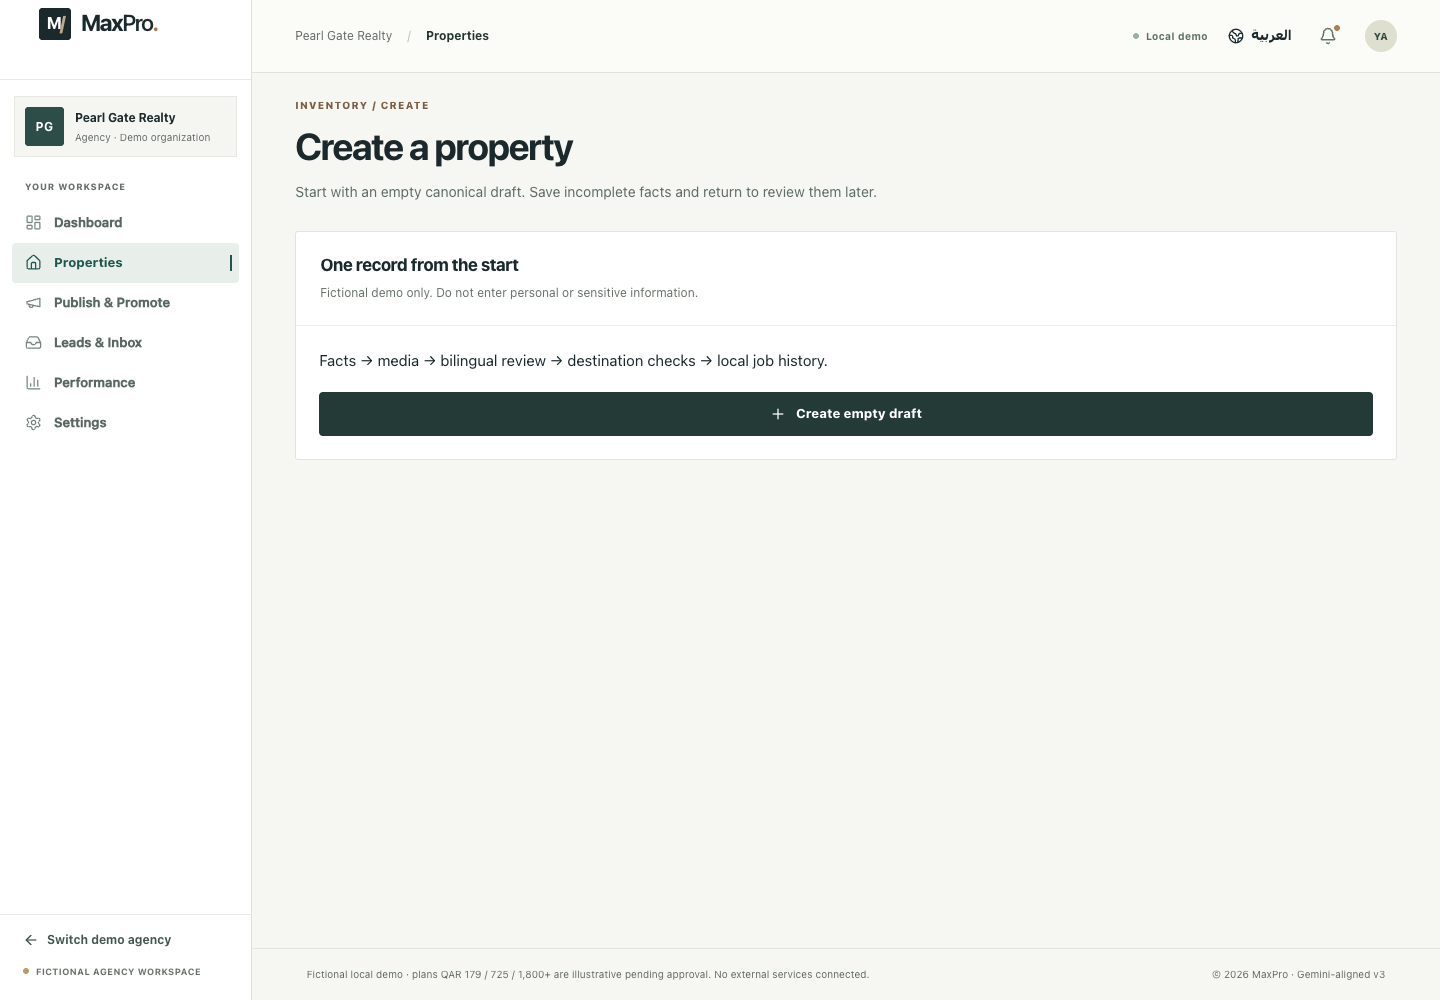 M/ MaxPro.
PG
Pearl Gate Realty
Agency · Demo organization
YOUR WORKSPACE
Dashboard
Properties
Publish & Promote
Leads & Inbox
Performance
Settings
Switch demo agency
FICTIONAL AGENCY WORKSPACE
Pearl Gate Realty / Properties
Local demo
العربية
YA
INVENTORY / CREATE
Create a property
Start with an empty canonical draft. Save incomplete facts and return to review them later.
One record from the start
Fictional demo only. Do not enter personal or sensitive information.
Facts → media → bilingual review → destination checks → local job history.
+ Create empty draft
Fictional local demo · plans QAR 179 / 725 / 1,800+ are illustrative pending approval. No external services connected.
© 2026 MaxPro · Gemini-aligned v3